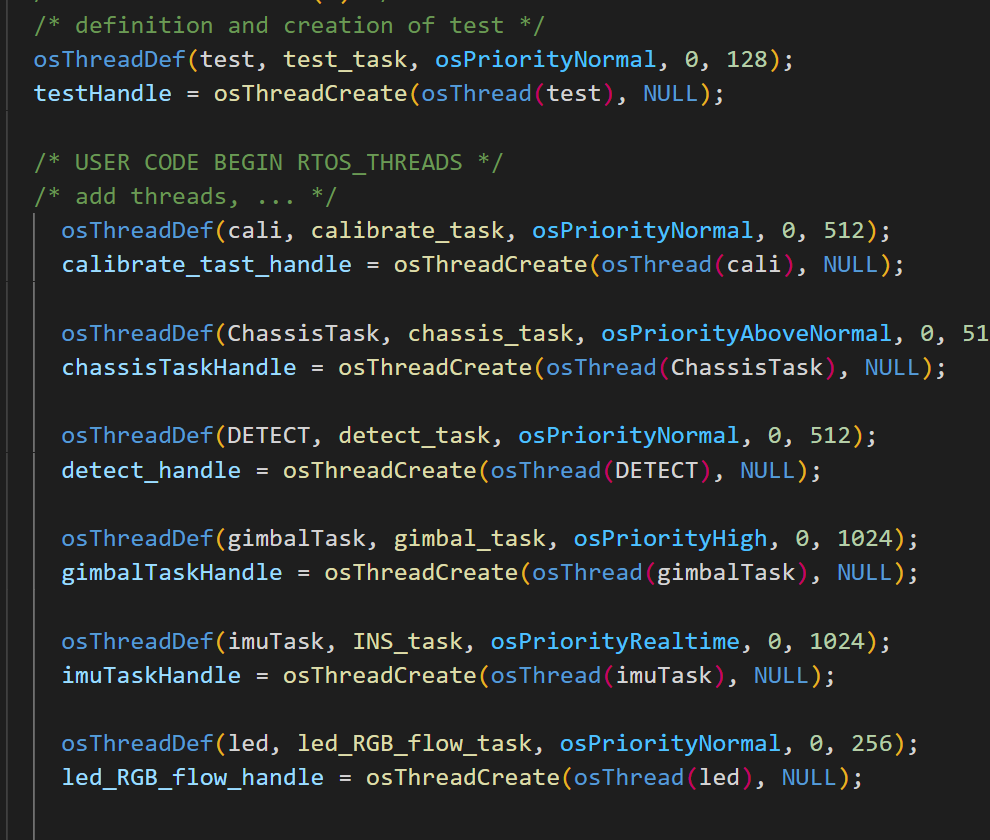 /* definition and creation of test */
osThreadDef(test, test_task, osPriorityNormal, 0, 128);
testHandle = osThreadCreate(osThread(test), NULL);
/* USER CODE BEGIN RTOS_THREADS */
/* add threads, ... */
osThreadDef(cali, calibrate_task, osPriorityNormal, 0, 512);
calibrate_tast_handle = osThreadCreate(osThread(cali), NULL);
osThreadDef(ChassisTask, chassis_task, osPriorityAboveNormal, 0, 51
chassisTaskHandle = osThreadCreate(osThread(ChassisTask), NULL);
osThreadDef(DETECT, detect_task, osPriorityNormal, 0, 512);
detect_handle = osThreadCreate(osThread(DETECT), NULL);
osThreadDef(gimbalTask, gimbal_task, osPriorityHigh, 0, 1024);
gimbalTaskHandle = osThreadCreate(osThread(gimbalTask), NULL);
osThreadDef(imuTask, INS_task, osPriorityRealtime, 0, 1024);
imuTaskHandle = osThreadCreate(osThread(imuTask), NULL);
osThreadDef(led, led_RGB_flow_task, osPriorityNormal, 0, 256);
led_RGB_flow_handle = osThreadCreate(osThread(led), NULL);